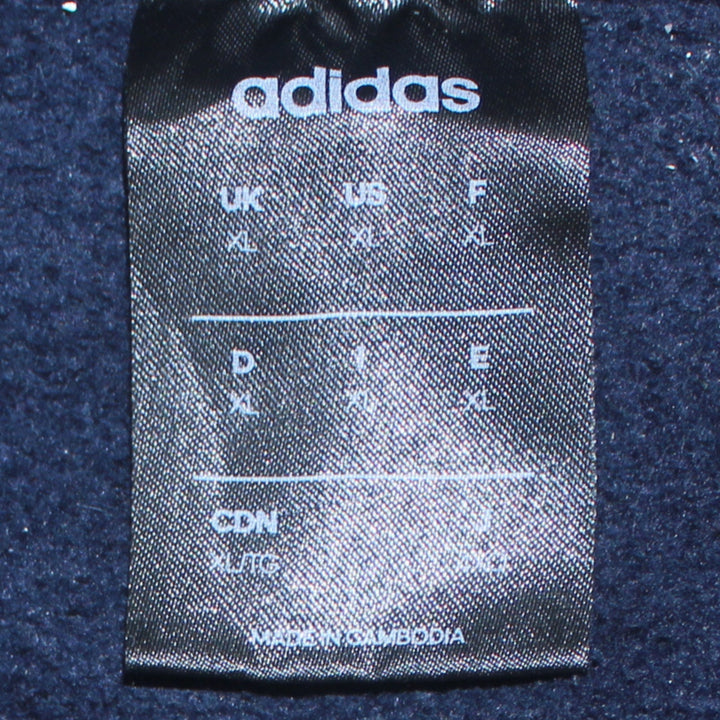 adidas
UK US F
XL XL XL
D I E
XL XL XL
CDN J
XL/TG
MADE IN CAMBODIA